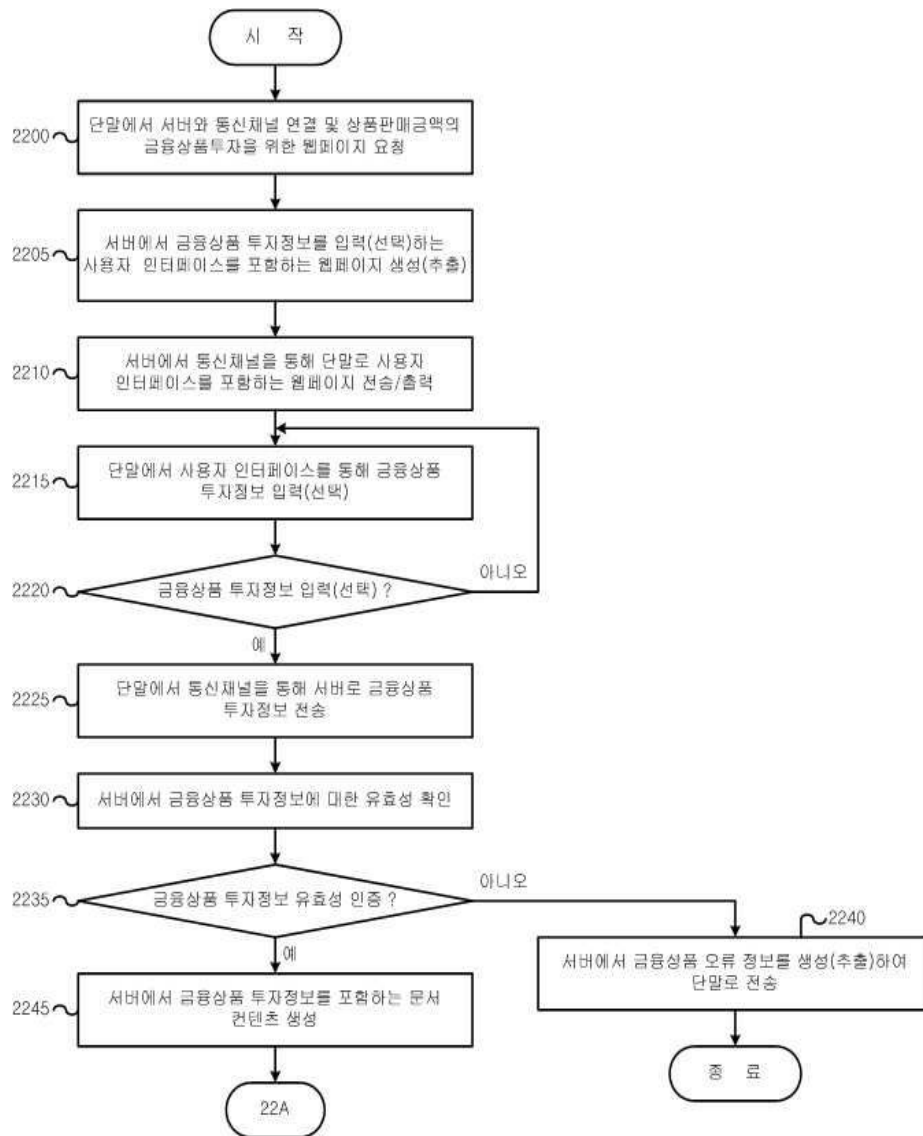 시 작
2200
단말에서 서버와 통신채널 연결 및 상품판매금액의
금융상품투자을 위한 웹페이지 요청
2205
서버에서 금융상품 투자정보를 입력(선택)하는
사용자 인터페이스를 포함하는 웹페이지 생성(추출)
2210
서버에서 통신채널을 통해 단말로 사용자
인터페이스를 포함하는 웹페이지 전송/출력
2215
단말에서 사용자 인터페이스를 통해 금융상품
투자정보 입력(선택)
2220
금융상품 투자정보 입력(선택) ?
아니오
예
2225
단말에서 통신채널을 통해 서버로 금융상품
투자정보 전송
2230
서버에서 금융상품 투자정보에 대한 유효성 확인
2235
금융상품 투자정보 유효성 인증 ?
아니오
예
2240
서버에서 금융상품 오류 정보를 생성(추출)하여
단말로 전송
2245
서버에서 금융상품 투자정보를 포함하는 문서
컨텐츠 생성
종 료
22A